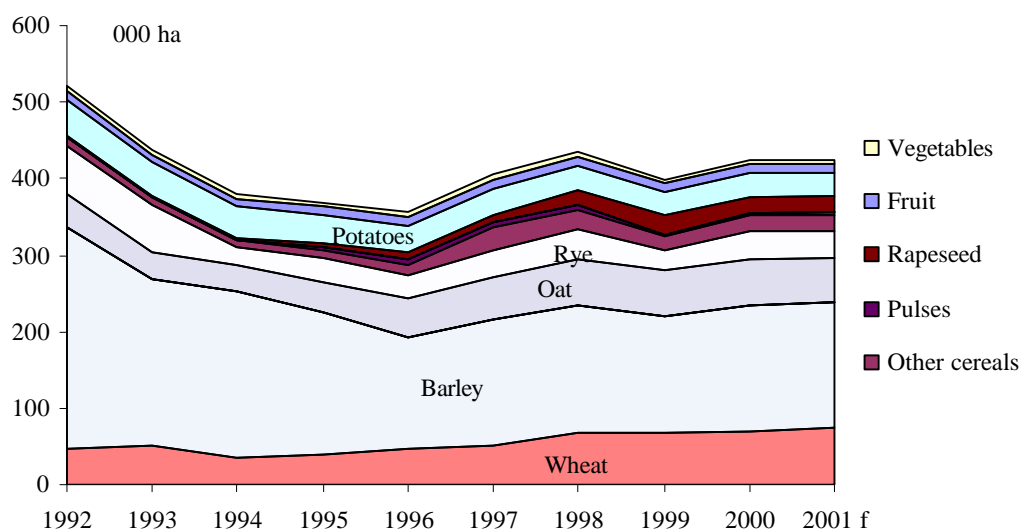 600
000 ha
500
400
300
200
100
0
Potatoes
Rye
Oat
Barley
Wheat
Vegetables
Fruit
Rapeseed
Pulses
Other cereals
1992 1993 1994 1995 1996 1997 1998 1999 2000 2001 f